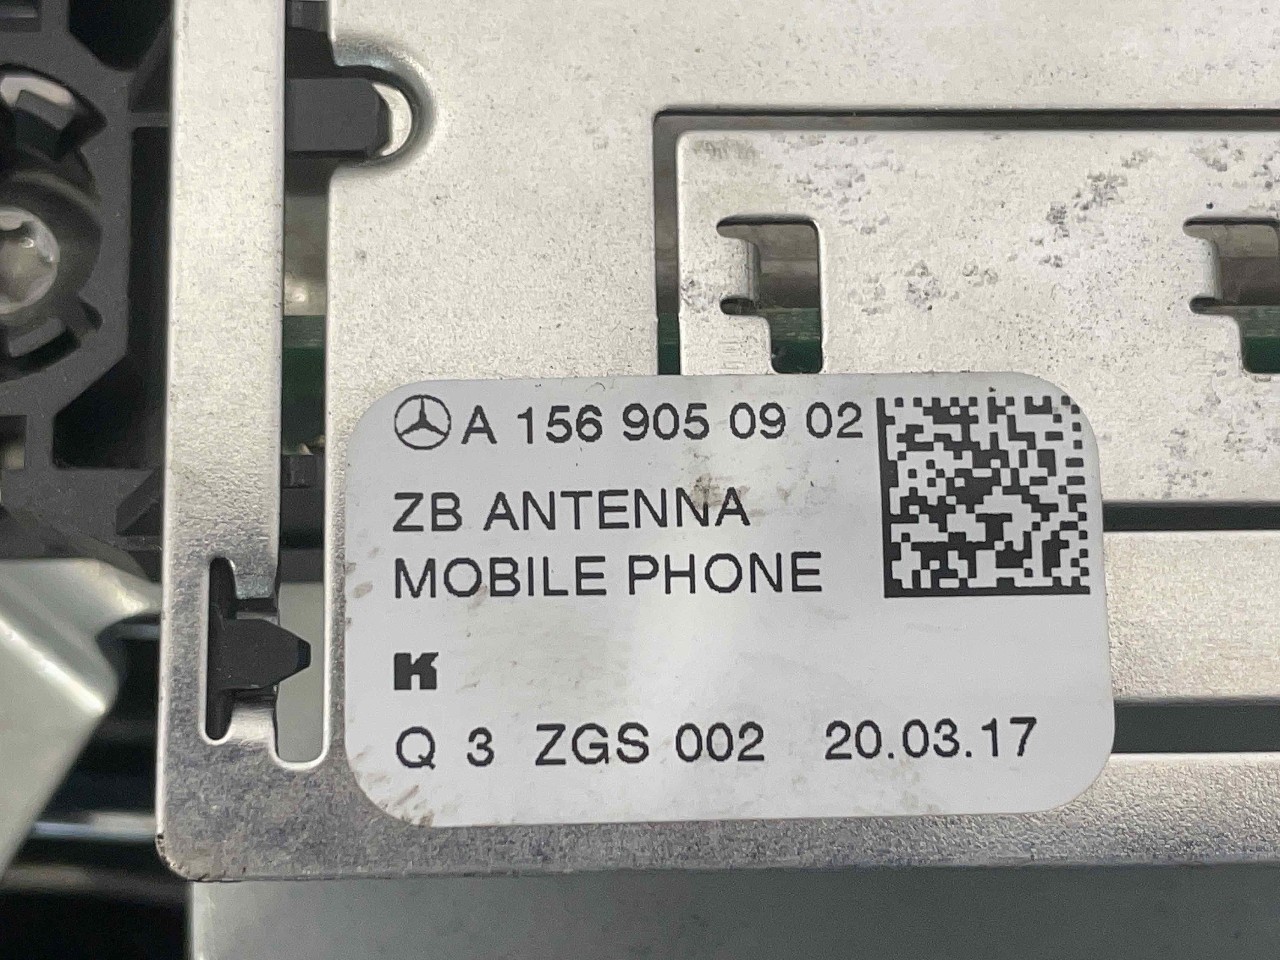 A 156 905 09 02
ZB ANTENNA
MOBILE PHONE
K
Q 3 ZGS 002 20.03.17